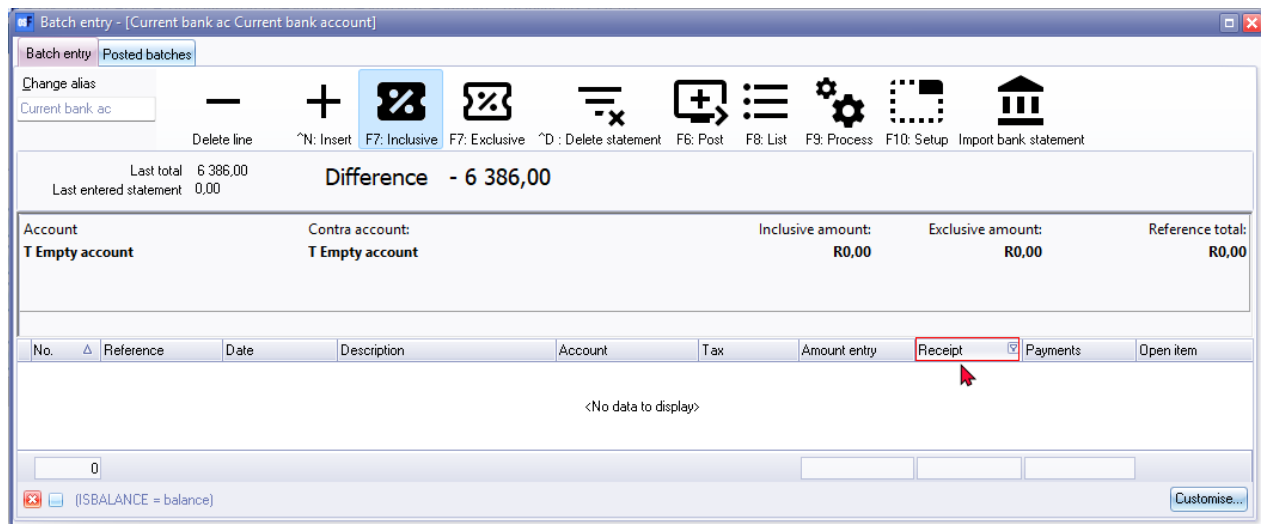 Batch entry - [Current bank ac Current bank account]
Batch entry Posted batches
Change alias
Current bank ac
Delete line ^N: Insert F7: Inclusive F7: Exclusive ^D : Delete statement F6: Post F8: List F9: Process F10: Setup Import bank statement
Last total 6 386,00
Last entered statement 0,00
Difference - 6 386,00
Account Contra account: Inclusive amount: Exclusive amount: Reference total:
T Empty account T Empty account R0,00 R0,00 R0,00
No. Reference Date Description Account Tax Amount entry Receipt Payments Open item
<No data to display>
0
(ISBALANCE = balance) Customise...